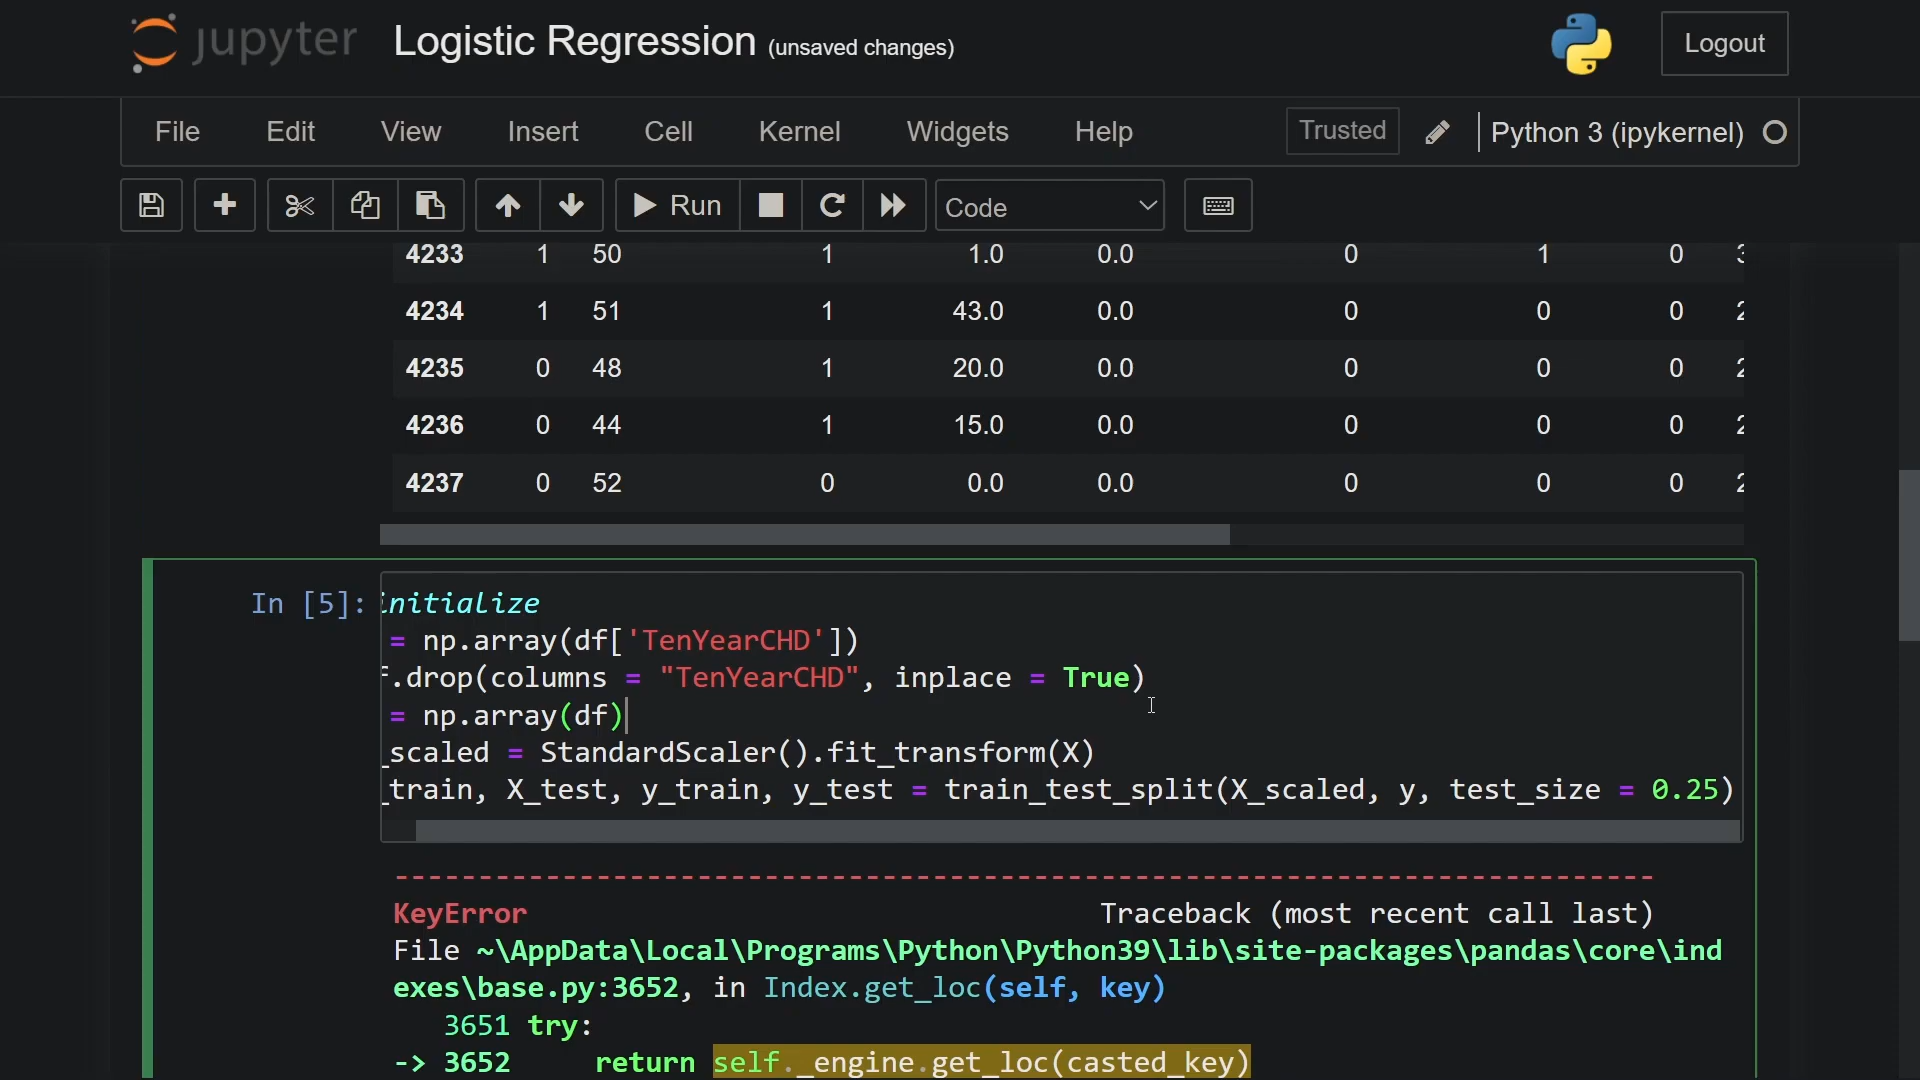 jupyter Logistic Regression (unsaved changes) Logout
File Edit View Insert Cell Kernel Widgets Help Trusted Python 3 (ipykernel)
Run Code
4233 1 50 1 1.0 0.0 0 1 0
4234 1 51 1 43.0 0.0 0 0 0 2
4235 0 48 1 20.0 0.0 0 0 0 2
4236 0 44 1 15.0 0.0 0 0 0 2
4237 0 52 0 0.0 0.0 0 0 0 2
In [5]: initialize
= np.array(df['TenYearCHD'])
.drop(columns = "TenYearCHD", inplace = True)
= np.array(df)
_scaled = StandardScaler().fit_transform(X)
_train, X_test, y_train, y_test = train_test_split(X_scaled, y, test_size = 0.25)
---------------------------------------------------------------------------
KeyError Traceback (most recent call last)
File ~\AppData\Local\Programs\Python\Python39\lib\site-packages\pandas\core\ind
exes\base.py:3652, in Index.get_loc(self, key)
3651 try:
-> 3652 return self._engine.get_loc(casted_key)